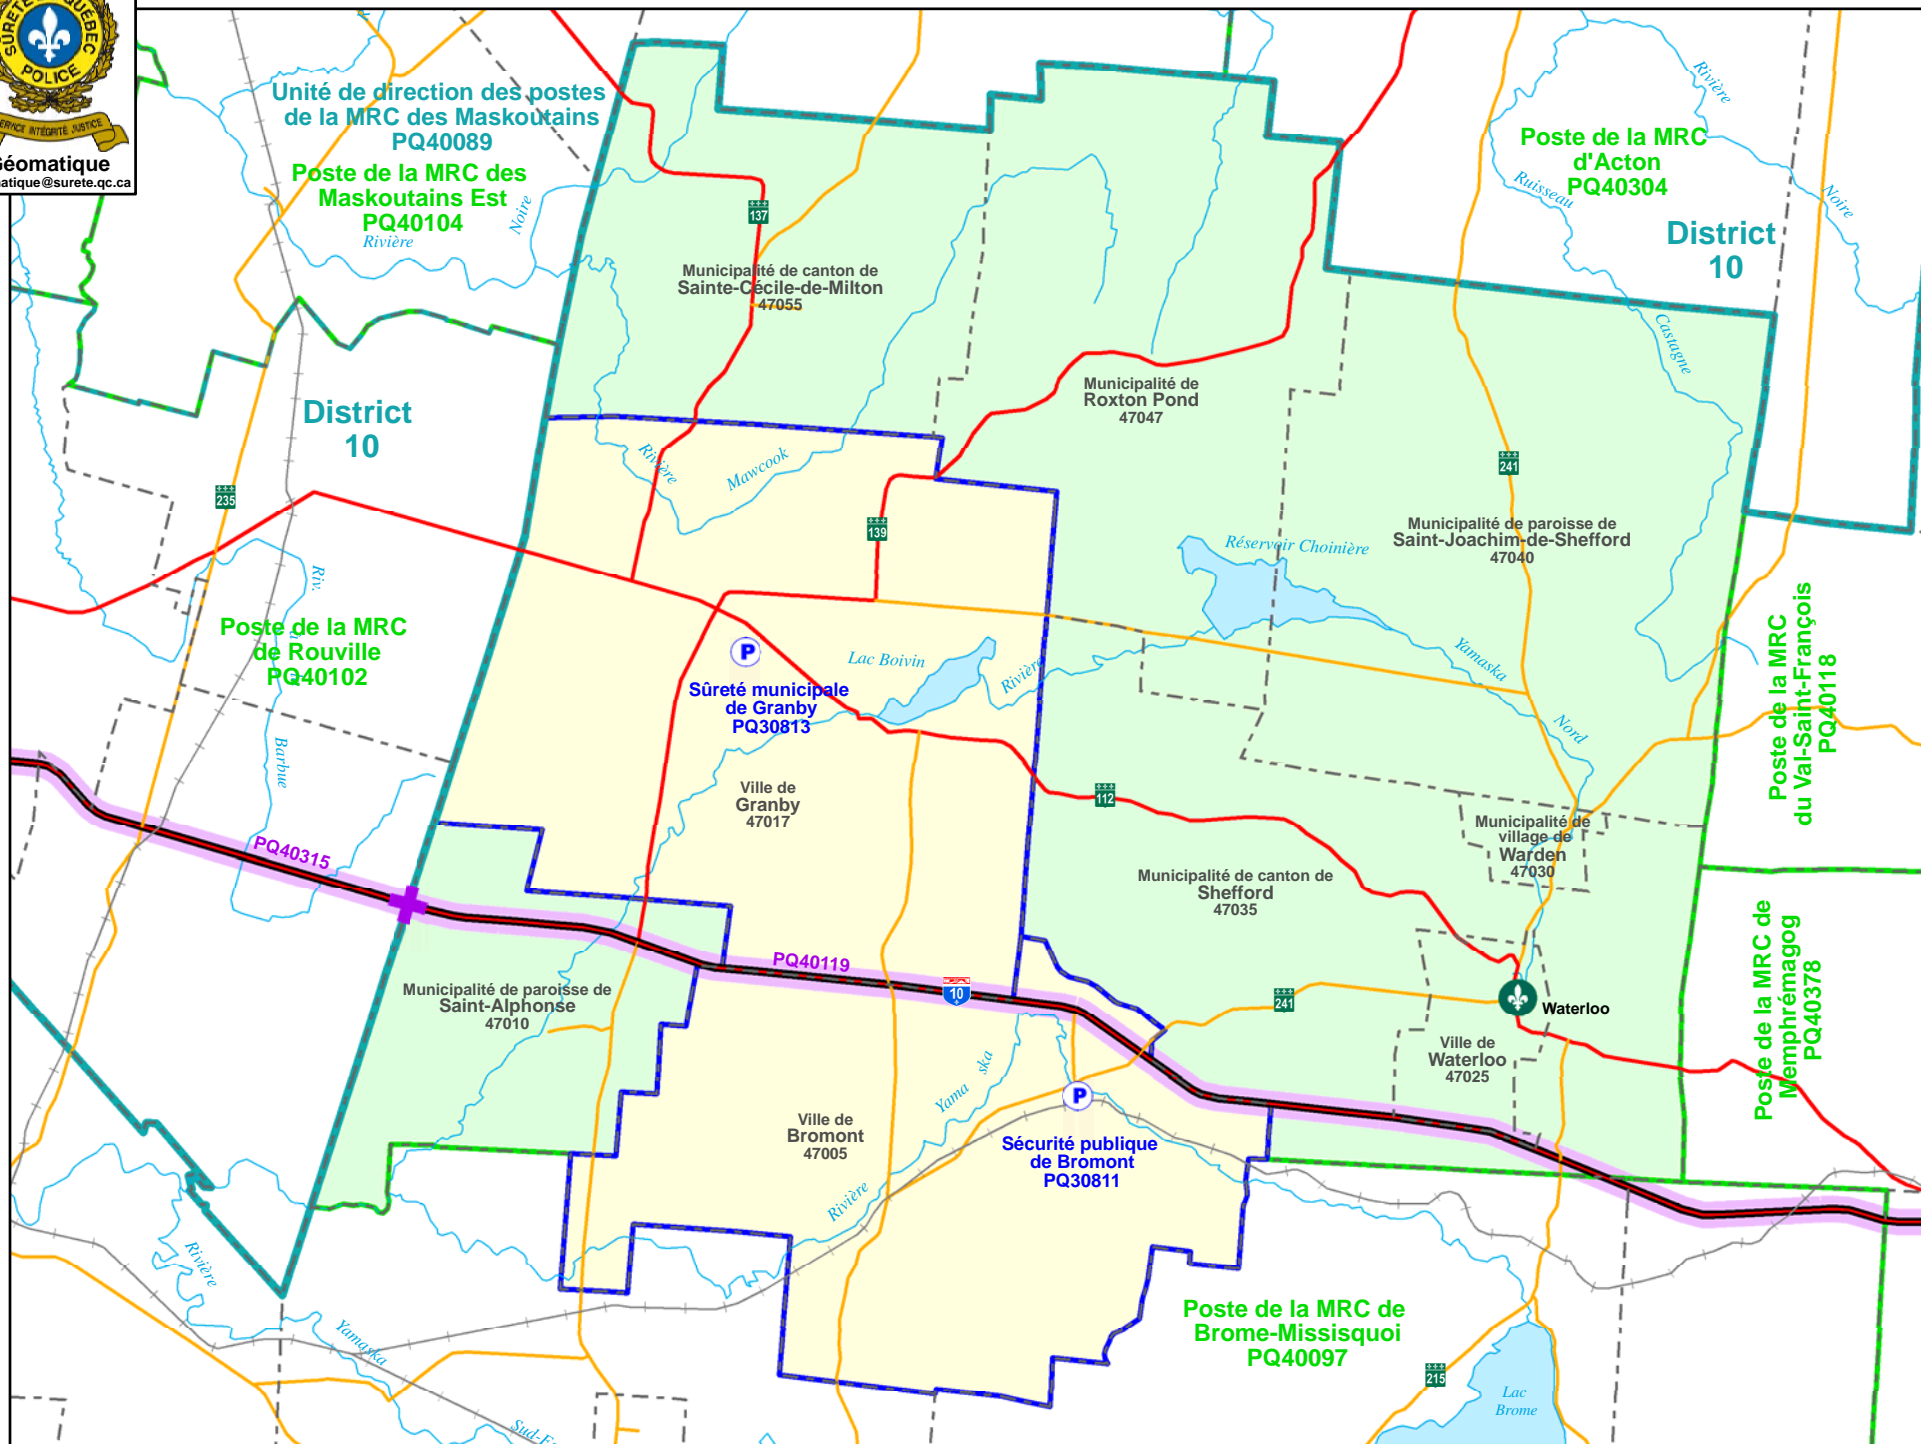 SÛRETÉ DU QUÉBEC
POLICE
SERVICE INTÉGRITÉ JUSTICE
Géomatique
atique@surete.qc.ca
Unité de direction des postes
de la MRC des Maskoutains
PQ40089
Poste de la MRC des
Maskoutains Est
PQ40104
Rivière
Noire
137
Municipalité de canton de
Sainte-Cécile-de-Milton
47055
Poste de la MRC
d'Acton
PQ40304
Rivière
Noire
Ruisseau
Castagne
District
10
District
10
235
Municipalité de
Roxton Pond
47047
Rivière
Mawcook
139
241
Municipalité de paroisse de
Saint-Joachim-de-Shefford
47040
Réservoir Choinière
Riv.
Barbue
Poste de la MRC
de Rouville
PQ40102
P
Sûreté municipale
de Granby
PQ30813
Lac Boivin
Rivière
Yamaska
Nord
Poste de la MRC
du Val-Saint-François
PQ40118
Ville de
Granby
47017
112
Municipalité de
village de
Warden
47030
PQ40315
Municipalité de canton de
Shefford
47035
PQ40119
10
Municipalité de paroisse de
Saint-Alphonse
47010
241
Waterloo
Ville de
Waterloo
47025
Poste de la MRC de
Memphrémagog
PQ40378
Yama ska
P
Ville de
Bromont
47005
Sécurité publique
de Bromont
PQ30811
Rivière
Rivière
Yamaska
Poste de la MRC de
Brome-Missisquoi
PQ40097
215
Lac
Brome